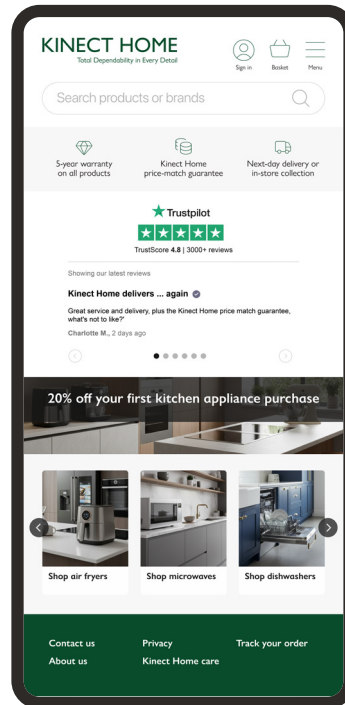 KINECT HOME
Total Dependability in Every Detail
Sign in Basket Menu
Search products or brands
5-year warranty
on all products
Kinect Home
price-match guarantee
Next-day delivery or
in-store collection
Trustpilot
TrustScore 4.8 | 3000+ reviews
Showing our latest reviews
Kinect Home delivers ... again
Great service and delivery, plus the Kinect Home price match guarantee,
what's not to like?'
Charlotte M., 2 days ago
20% off your first kitchen appliance purchase
Shop air fryers
Shop microwaves
Shop dishwashers
Contact us
Privacy
Track your order
About us
Kinect Home care